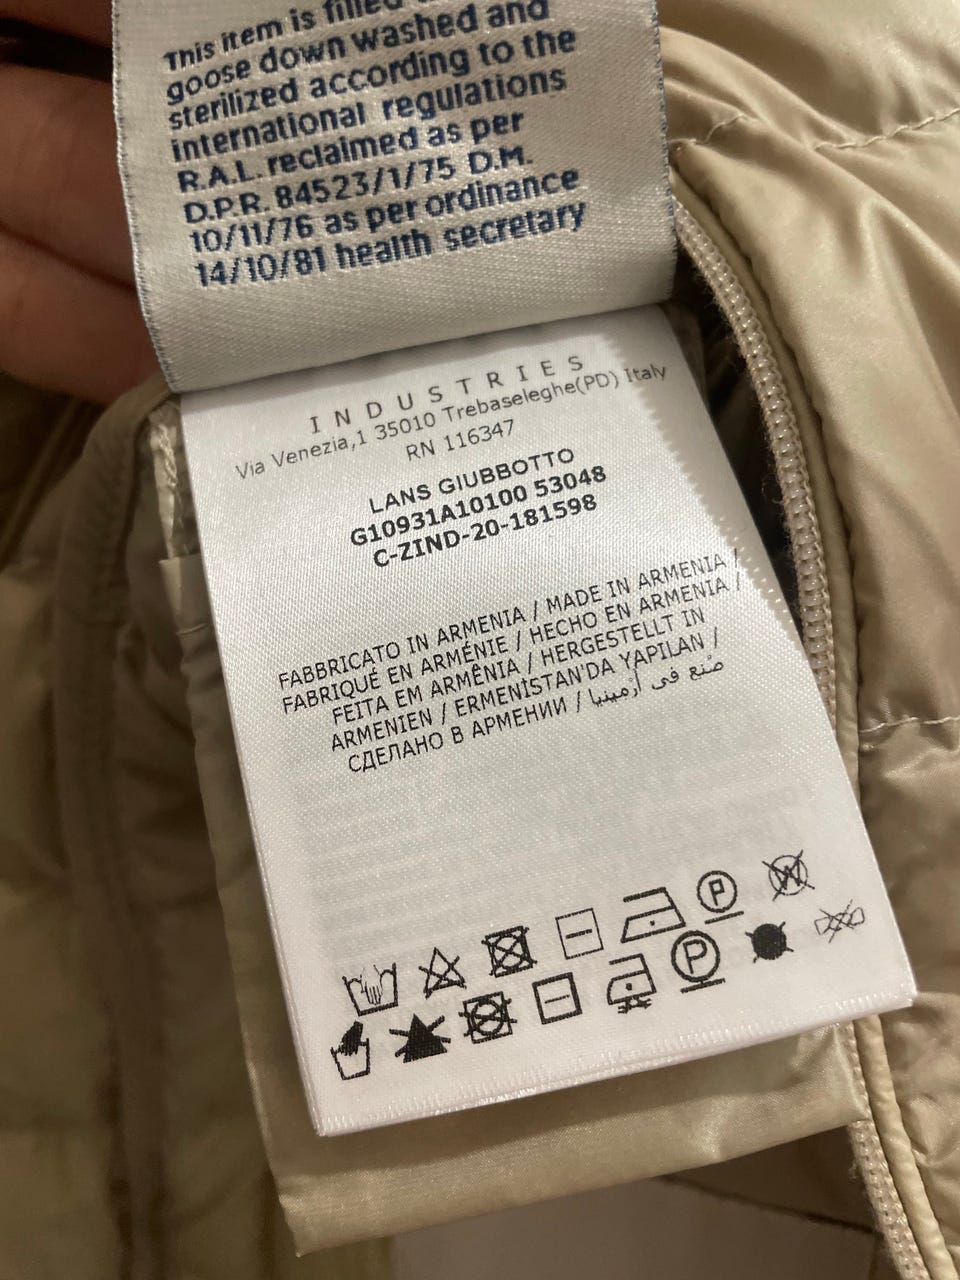 This item is filled
goose down washed and
sterilized according to the
international regulations
R.A.L. reclaimed as per
D.P.R. 84523/1/75 D.M.
10/11/76 as per ordinance
14/10/81 health secretary
INDUSTRIES
Via Venezia,1 35010 Trebaseleghe(PD) Italy
RN 116347
LANS GIUBBOTTO
G10931A10100 53048
C-ZIND-20-181598
FABBRICATO IN ARMENIA / MADE IN ARMENIA /
FABRIQUÉ EN ARMÉNIE / HECHO EN ARMENIA /
FEITA EM ARMÊNIA / HERGESTELLT IN
ARMENIEN / ERMENİSTAN'DA YAPILAN /
СДЕЛАНО В АРМЕНИИ / صُنع في أرمينيا
P W
P